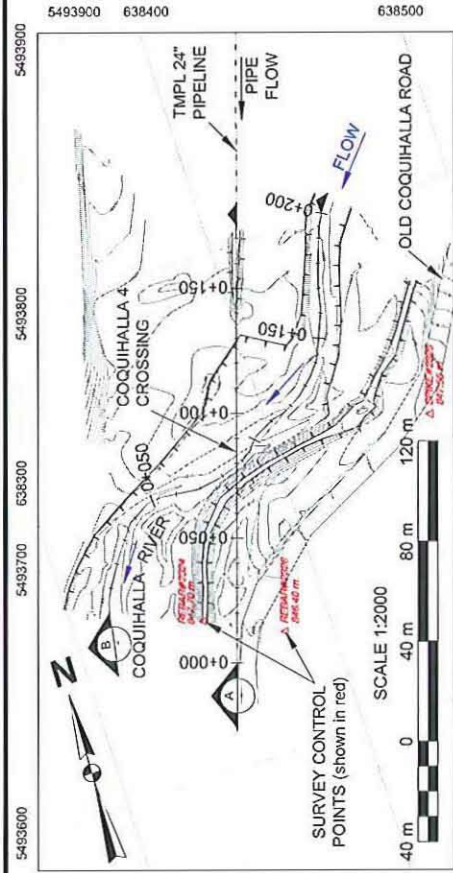 5493900
638400
638500
5493900
TMPL 24"
PIPELINE
PIPE
FLOW
FLOW
OLD COQUIHALLA ROAD
0+200
0+150
0+150
5493800
COQUIHALLA 4
CROSSING
0+100
0+050
638300
0+050
5493700
COQUIHALLA RIVER
0+000
B
A
N
846.40 m
SURVEY CONTROL
POINTS (shown in red)
SCALE 1:2000
40 m
0
40 m
80 m
120 m
5493600